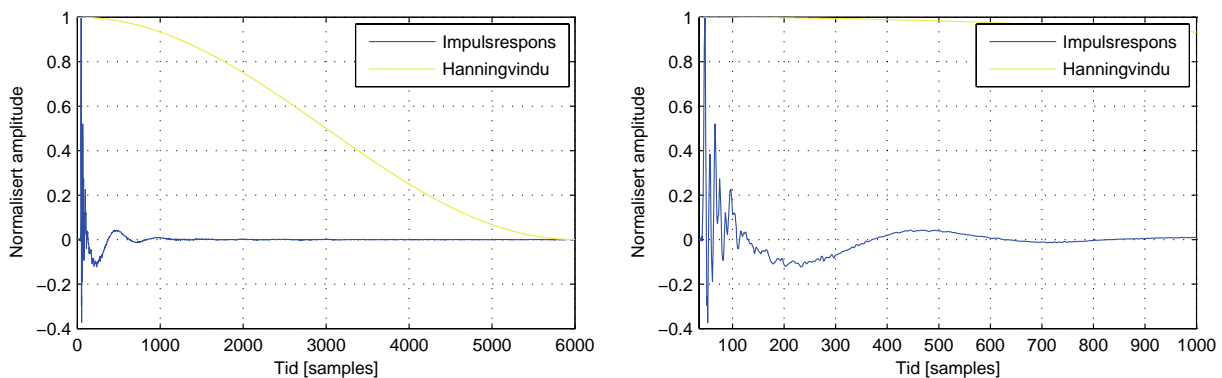 Normalisert amplitude
1
0.8
0.6
0.4
0.2
0
−0.2
−0.4
Impulsrespons
Hanningvindu
0 1000 2000 3000 4000 5000 6000
Tid [samples]
Normalisert amplitude
1
0.8
0.6
0.4
0.2
0
−0.2
−0.4
Impulsrespons
Hanningvindu
100 200 300 400 500 600 700 800 900 1000
Tid [samples]